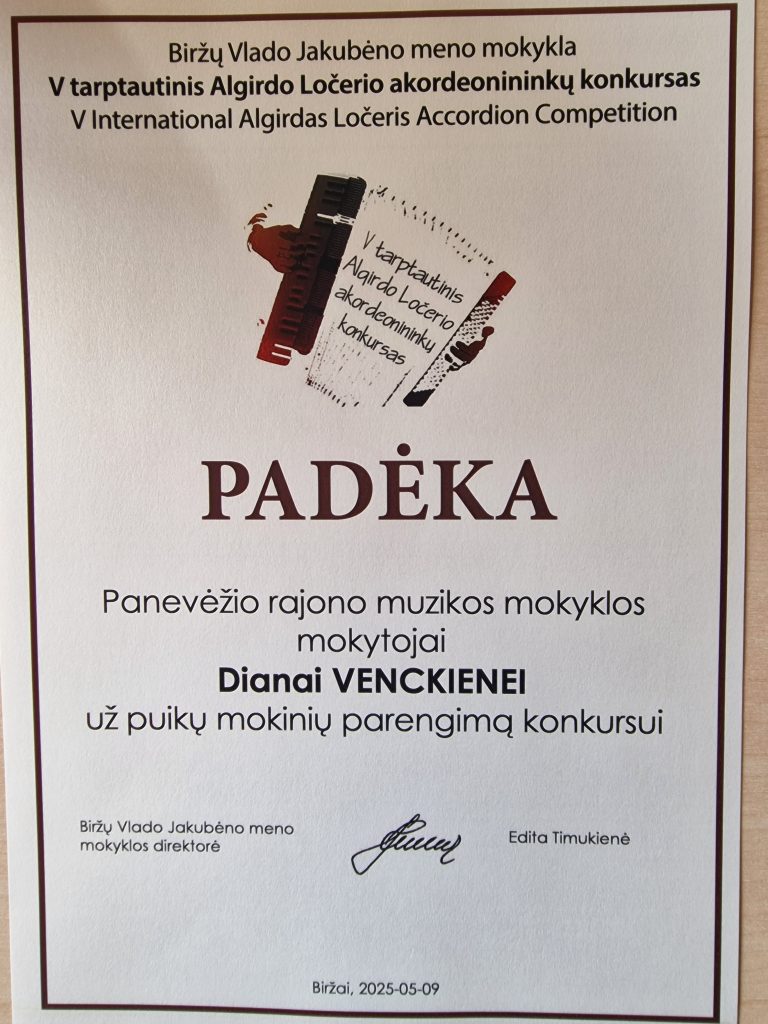 Biržų Vlado Jakubėno meno mokykla
V tarptautinis Algirdo Ločerio akordeonininkų konkursas
V International Algirdas Ločeris Accordion Competition
V tarptautinis
Algirdo Ločerio
akordeonininkų
konkursas
PADĖKA
Panevėžio rajono muzikos mokyklos
mokytojai
Dianai VENCKIENEI
už puikų mokinių parengimą konkursui
Biržų Vlado Jakubėno meno
mokyklos direktorė
Edita Timukienė
Biržai, 2025-05-09